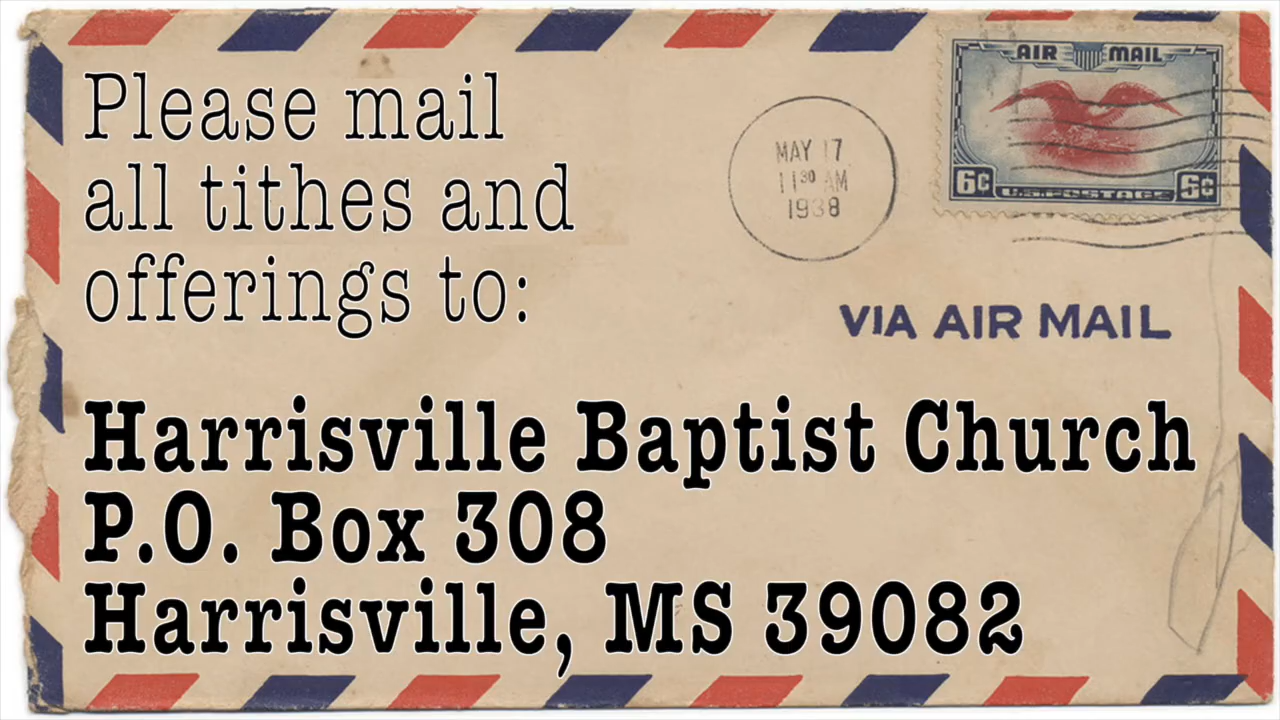 Please mail
all tithes and
offerings to:
AIR MAIL
6¢ U.S. POSTAGE 6¢
MAY 17
11 30 AM
1938
VIA AIR MAIL
Harrisville Baptist Church
P.O. Box 308
Harrisville, MS 39082